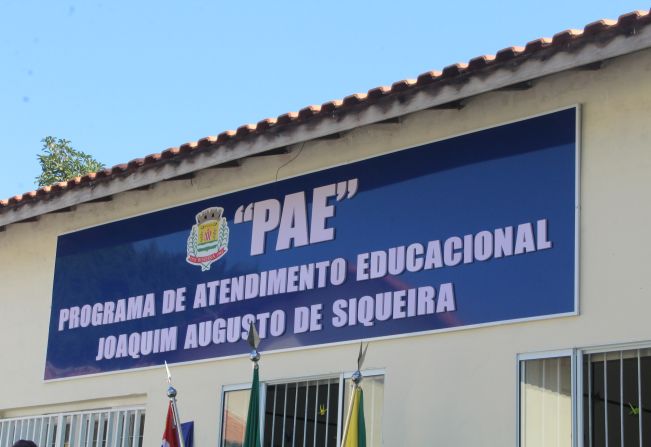 "PAE"
PROGRAMA DE ATENDIMENTO EDUCACIONAL
JOAQUIM AUGUSTO DE SIQUEIRA